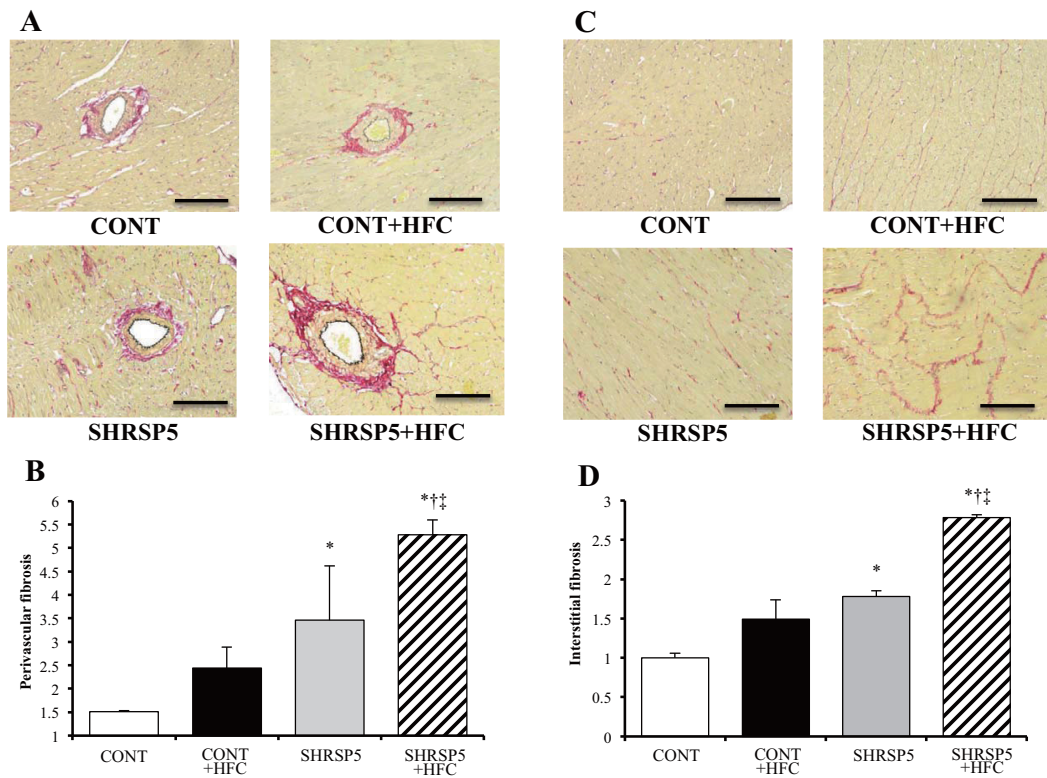 A
CONT
CONT+HFC
SHRSP5
SHRSP5+HFC
B
Perivascular fibrosis
6
5.5
5
4.5
4
3.5
3
2.5
2
1.5
1
*
*†‡
CONT
CONT
+HFC
SHRSP5
SHRSP5
+HFC
C
CONT
CONT+HFC
SHRSP5
SHRSP5+HFC
D
Interstitial fibrosis
3
2.5
2
1.5
1
0.5
0
*
*†‡
CONT
CONT
+HFC
SHRSP5
SHRSP5
+HFC